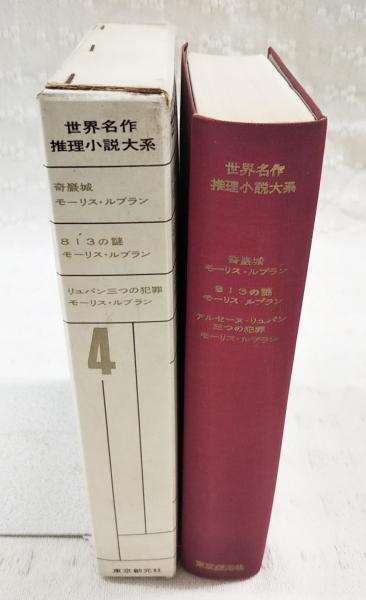 世界名作
推理小説大系
奇巌城
モーリス・ルブラン
813の謎
モーリス・ルブラン
リュパン三つの犯罪
モーリス・ルブラン
4
東京創元社
世界名作
推理小説大系
奇巌城
モーリス・ルブラン
813の謎
モーリス ルブラン
アルセーヌ・リュパン
三つの犯罪
モーリス・ルブラン
東京創元社